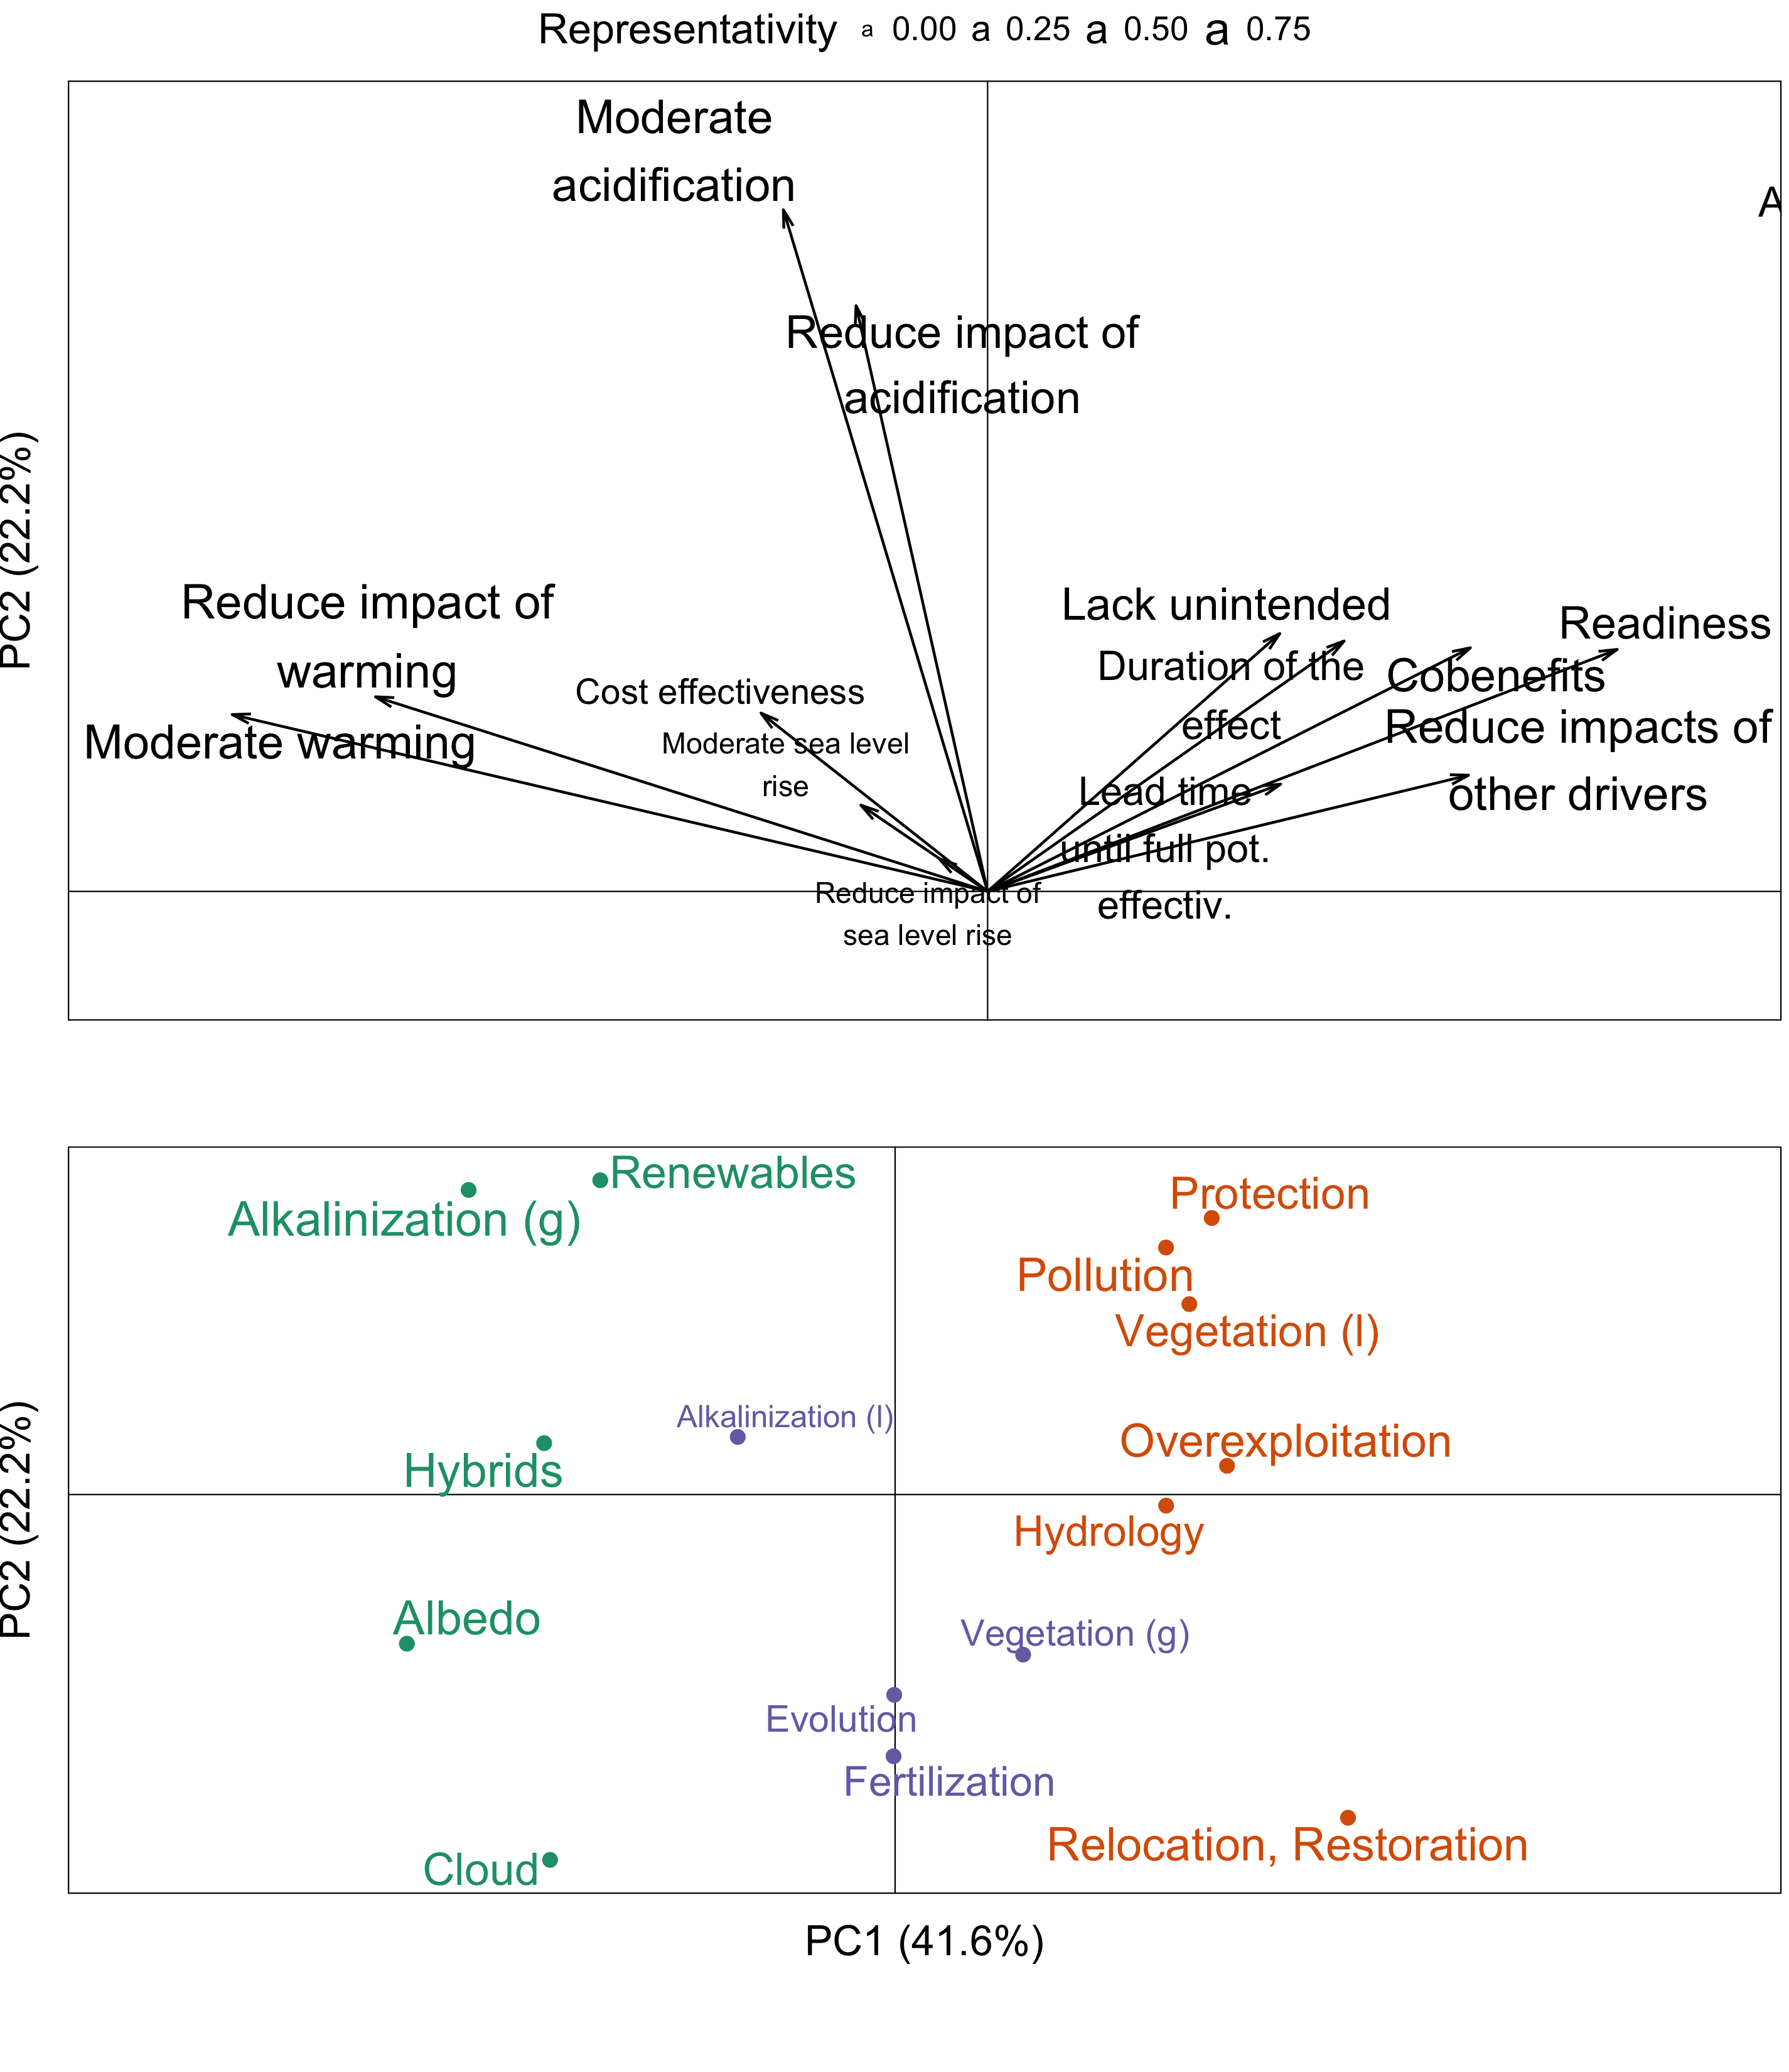 Representativity a 0.00 a 0.25 a 0.50 a 0.75
Moderate
acidification
A
Reduce impact of
acidification
PC2 (22.2%)
Reduce impact of
warming
Moderate warming
Cost effectiveness
Moderate sea level
rise
Reduce impact of
sea level rise
Lack unintended
Duration of the
effect
Readiness
Cobenefits
Reduce impacts of
other drivers
Lead time
until full pot.
effectiv.
Renewables
Alkalinization (g)
Protection
Pollution
Vegetation (l)
Alkalinization (l)
Hybrids
Overexploitation
Hydrology
PC2 (22.2%)
Albedo
Vegetation (g)
Evolution
Fertilization
Relocation, Restoration
Cloud
PC1 (41.6%)